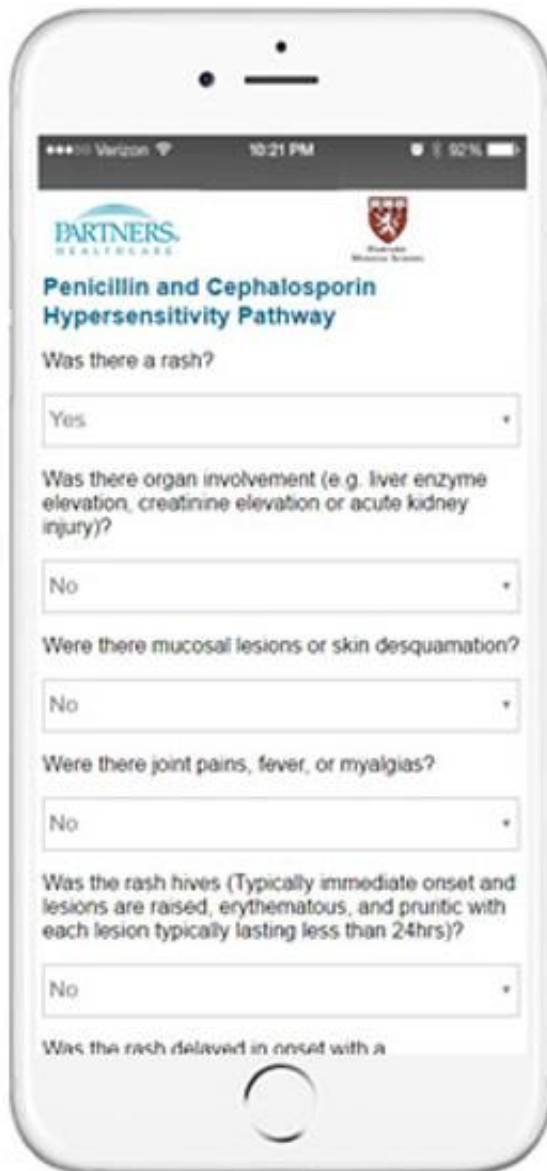 Verizon 10:21 PM 92%
PARTNERS.
HEALTHCARE
HARVARD
MEDICAL SCHOOL
Penicillin and Cephalosporin
Hypersensitivity Pathway
Was there a rash?
Yes
Was there organ involvement (e.g. liver enzyme
elevation, creatinine elevation or acute kidney
injury)?
No
Were there mucosal lesions or skin desquamation?
No
Were there joint pains, fever, or myalgias?
No
Was the rash hives (Typically immediate onset and
lesions are raised, erythematous, and pruritic with
each lesion typically lasting less than 24hrs)?
No
Was the rash delayed in onset with a